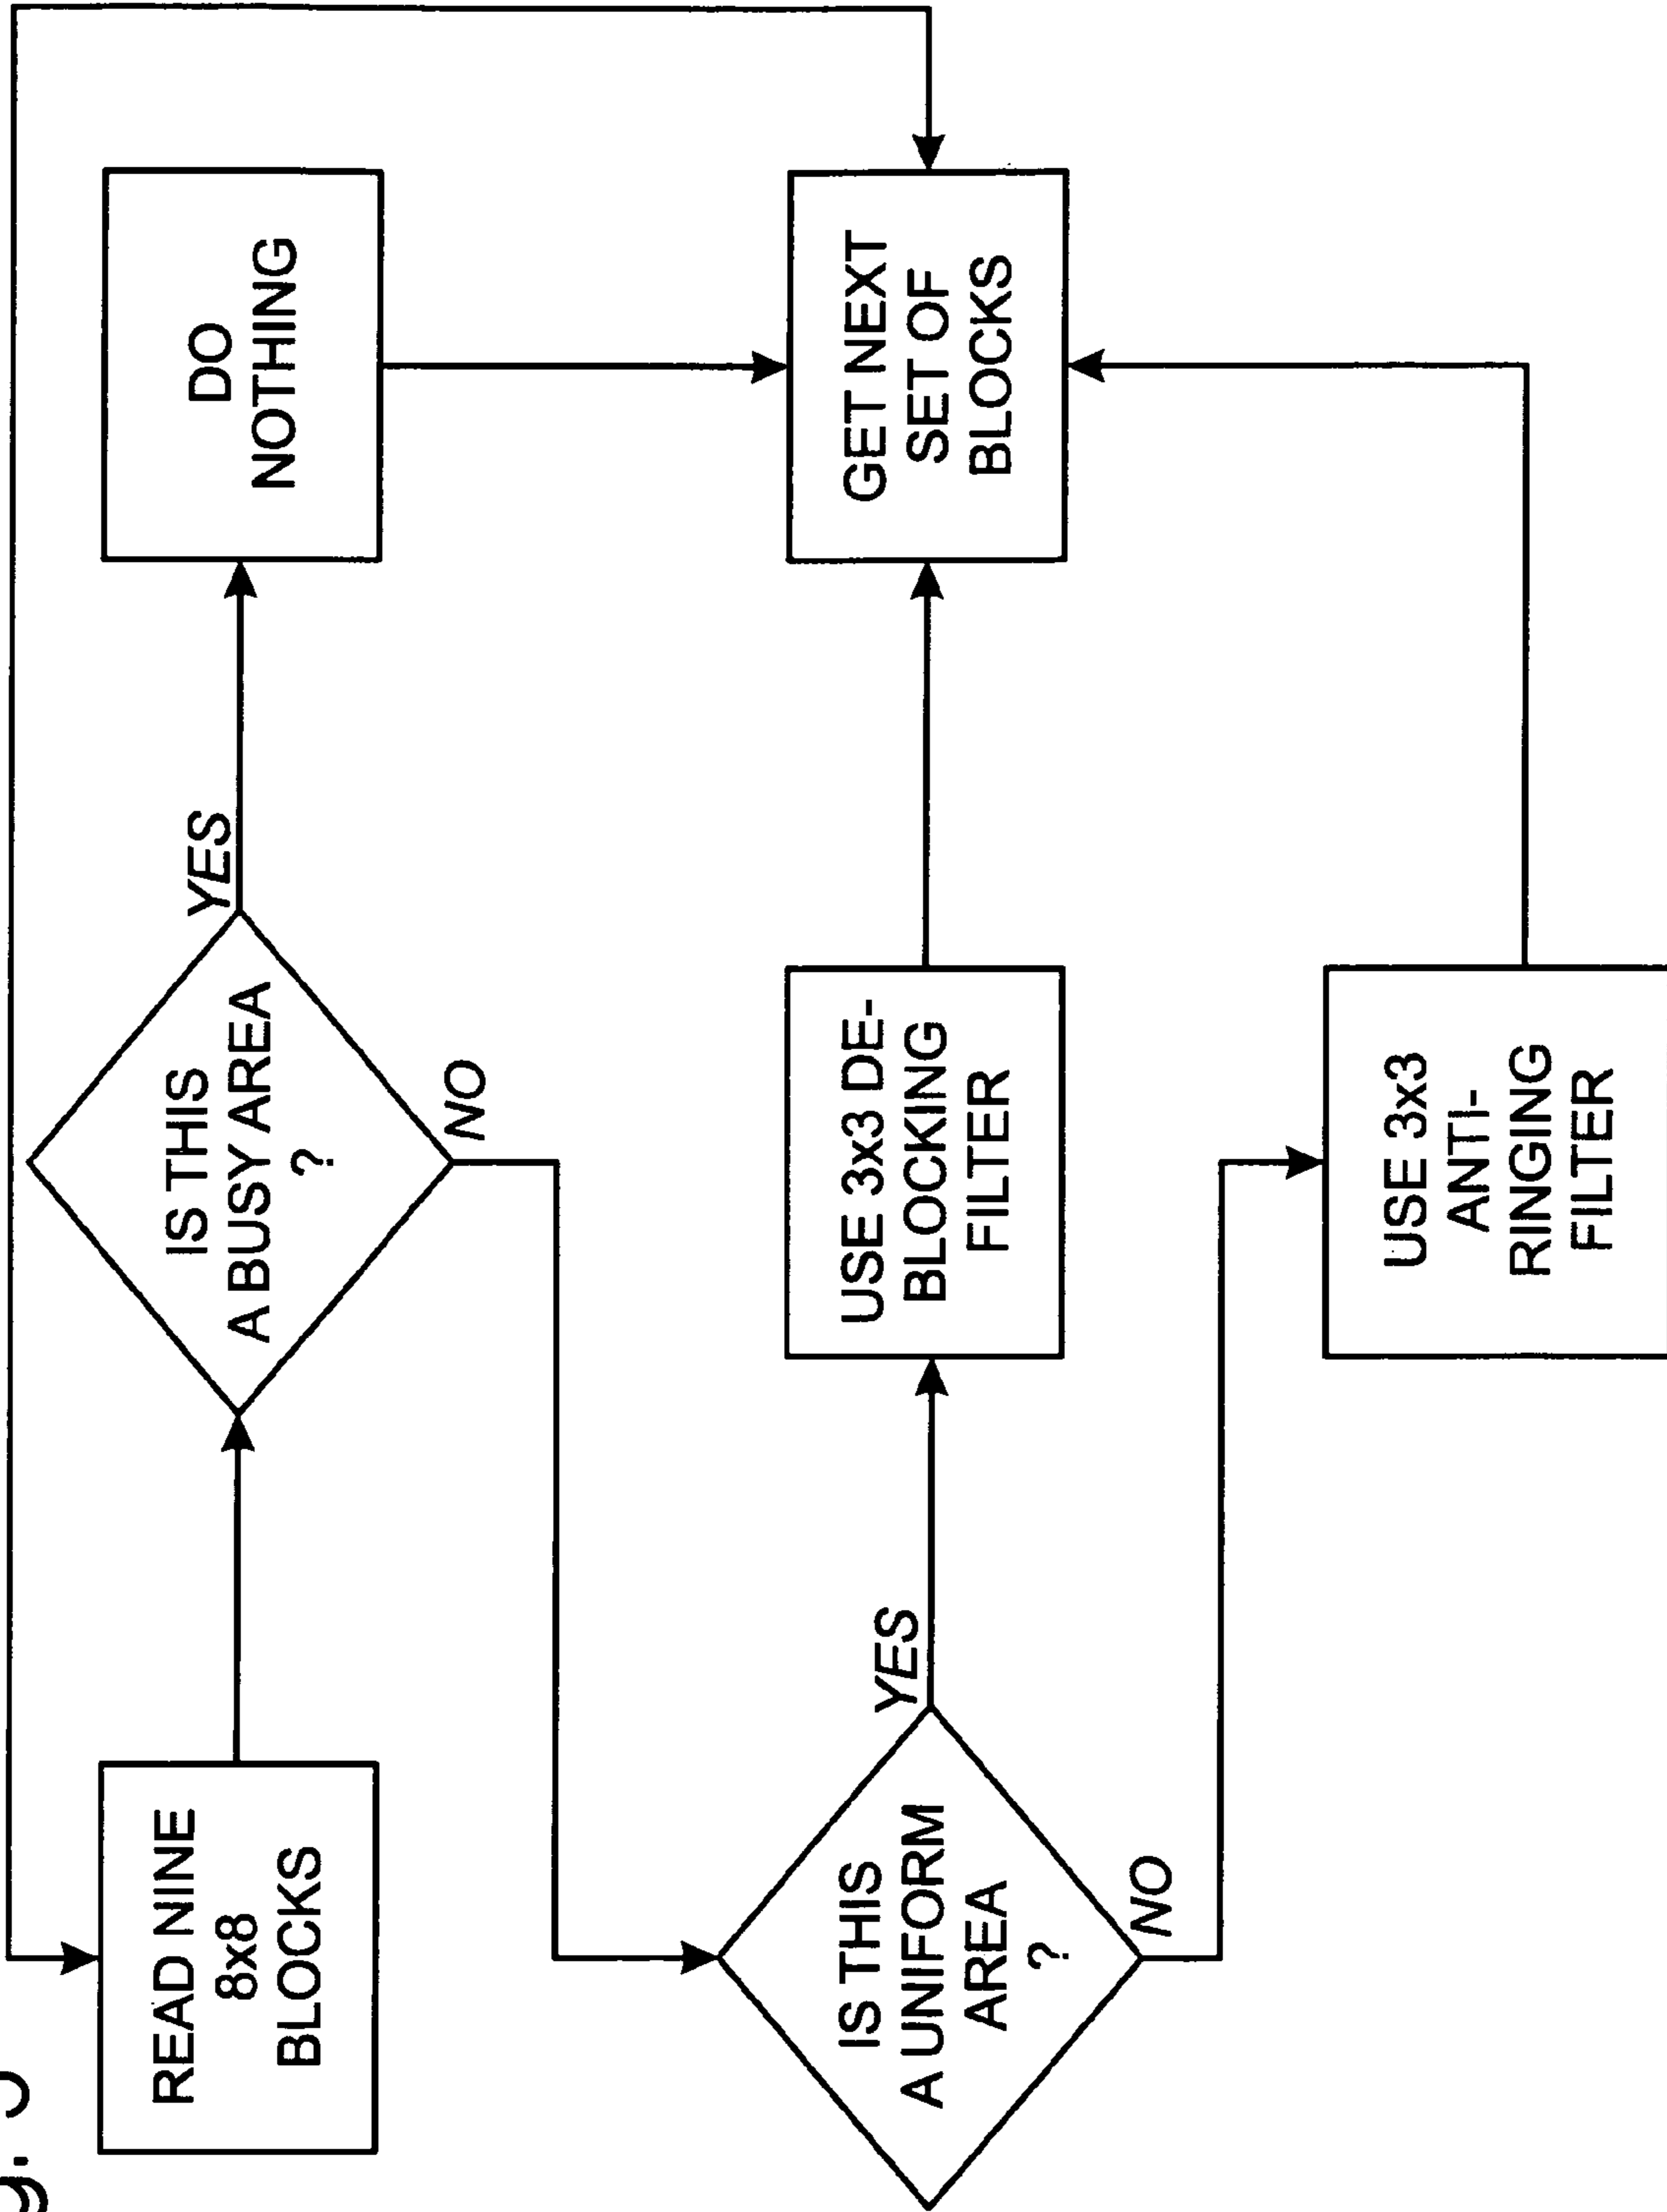 READ NINE
8x8
BLOCKS
IS THIS
A BUSY AREA
?
YES
DO
NOTHING
NO
IS THIS
A UNIFORM
AREA
?
YES
USE 3x3 DE-
BLOCKING
FILTER
GET NEXT
SET OF
BLOCKS
NO
USE 3x3
ANTI-
RINGING
FILTER